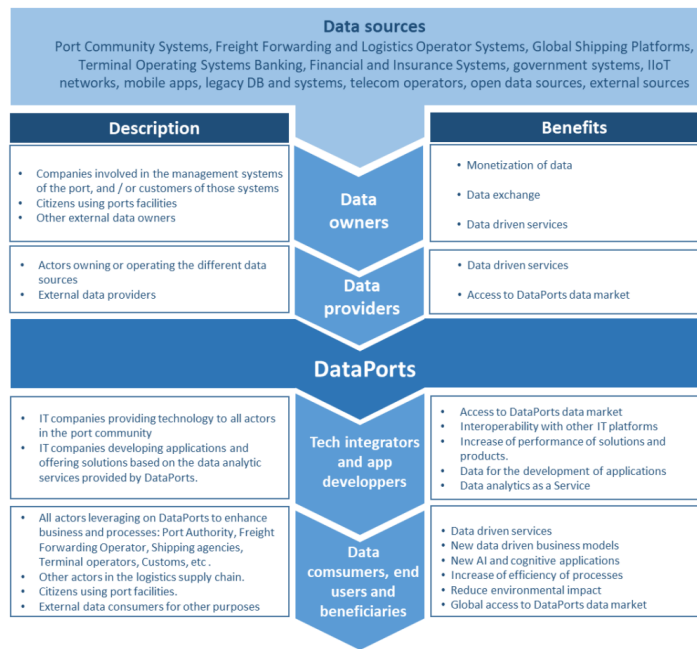 Data sources
Port Community Systems, Freight Forwarding and Logistics Operator Systems, Global Shipping Platforms,
Terminal Operating Systems Banking, Financial and Insurance Systems, government systems, IIoT
networks, mobile apps, legacy DB and systems, telecom operators, open data sources, external sources
Description
Benefits
• Companies involved in the management systems
of the port, and / or customers of those systems
• Citizens using ports facilities
• Other external data owners
Data
owners
• Monetization of data
• Data exchange
• Data driven services
• Actors owning or operating the different data
sources
• External data providers
Data
providers
• Data driven services
• Access to DataPorts data market
DataPorts
• IT companies providing technology to all actors
in the port community
• IT companies developing applications and
offering solutions based on the data analytic
services provided by DataPorts.
Tech integrators
and app
developpers
• Access to DataPorts data market
• Interoperability with other IT platforms
• Increase of performance of solutions and
products.
• Data for the development of applications
• Data analytics as a Service
• All actors leveraging on DataPorts to enhance
business and processes: Port Authority, Freight
Forwarding Operator, Shipping agencies,
Terminal operators, Customs, etc .
• Other actors in the logistics supply chain.
• Citizens using port facilities.
• External data consumers for other purposes
Data
comsumers, end
users and
beneficiaries
• Data driven services
• New data driven business models
• New AI and cognitive applications
• Increase of efficiency of processes
• Reduce environmental impact
• Global access to DataPorts data market